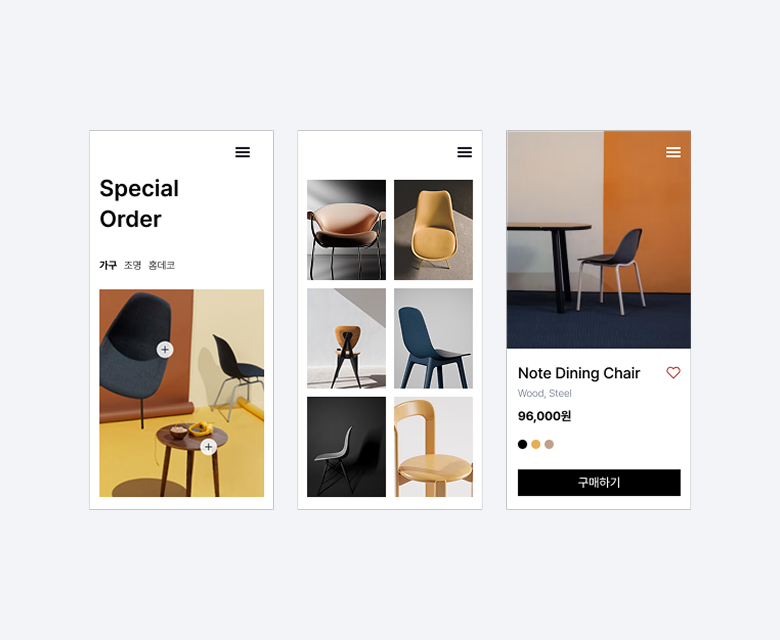 Special
Order
가구 조명 홈데코
Note Dining Chair
Wood, Steel
96,000원
구매하기